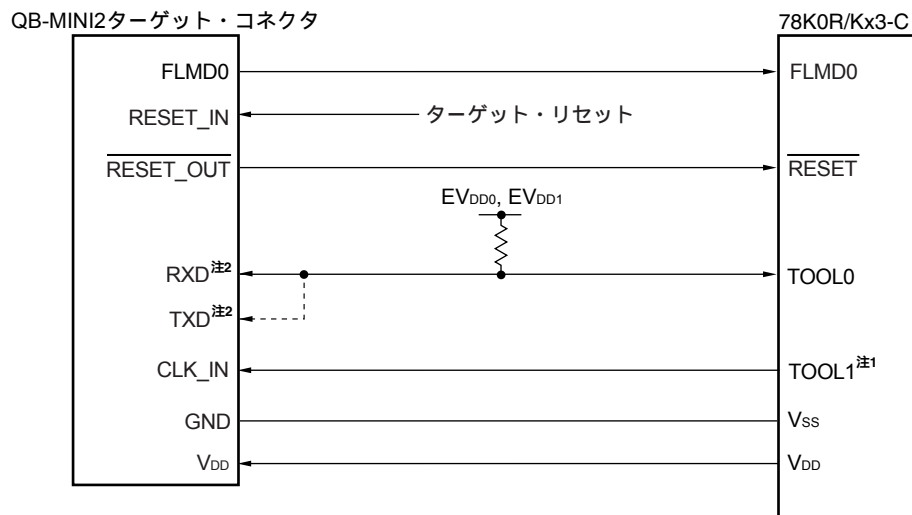 QB-MINI2ターゲット・コネクタ
78K0R/Kx3-C
FLMD0
FLMD0
RESET_IN
ターゲット・リセット
RESET_OUT
RESET
EVDD0, EVDD1
RXD注2
TOOL0
TXD注2
CLK_IN
TOOL1注1
GND
VSS
VDD
VDD